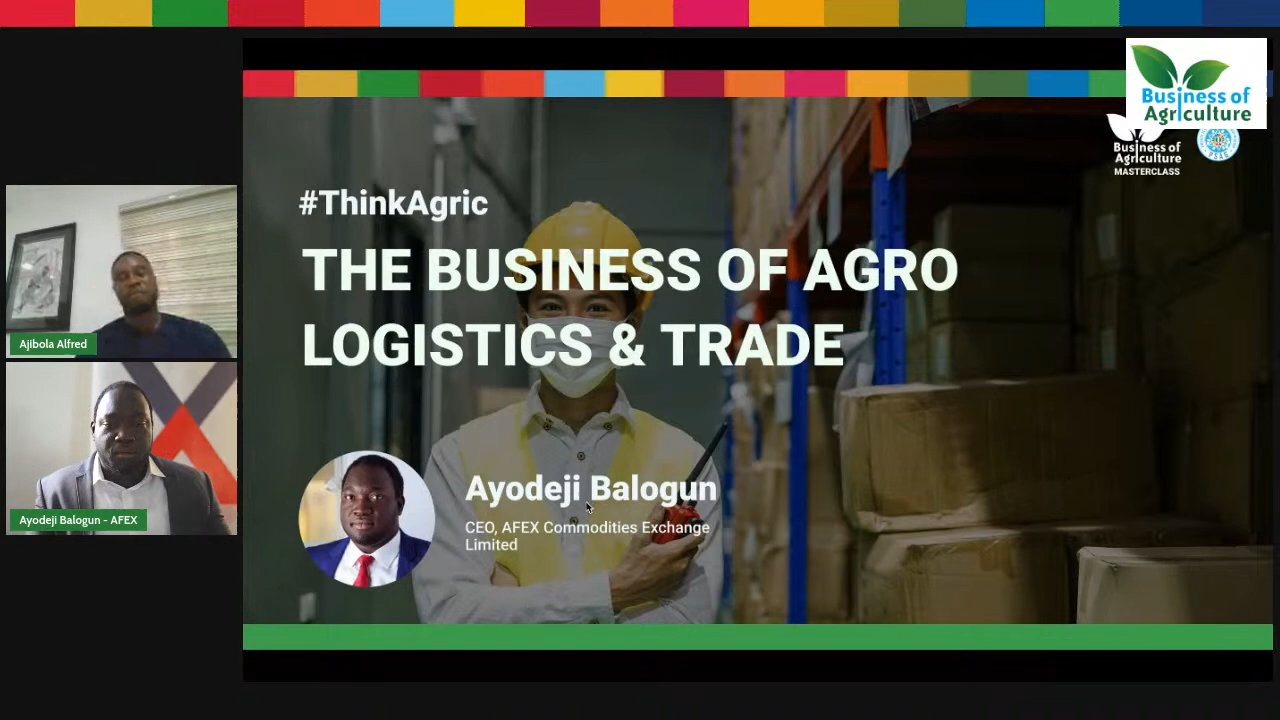 Business of
Agriculture
Business of
Agriculture
MASTERCLASS
PSAG
#ThinkAgric
THE BUSINESS OF AGRO
LOGISTICS & TRADE
Ajibola Alfred
Ayodeji Balogun - AFEX
Ayodeji Balogun
CEO, AFEX Commodities Exchange
Limited